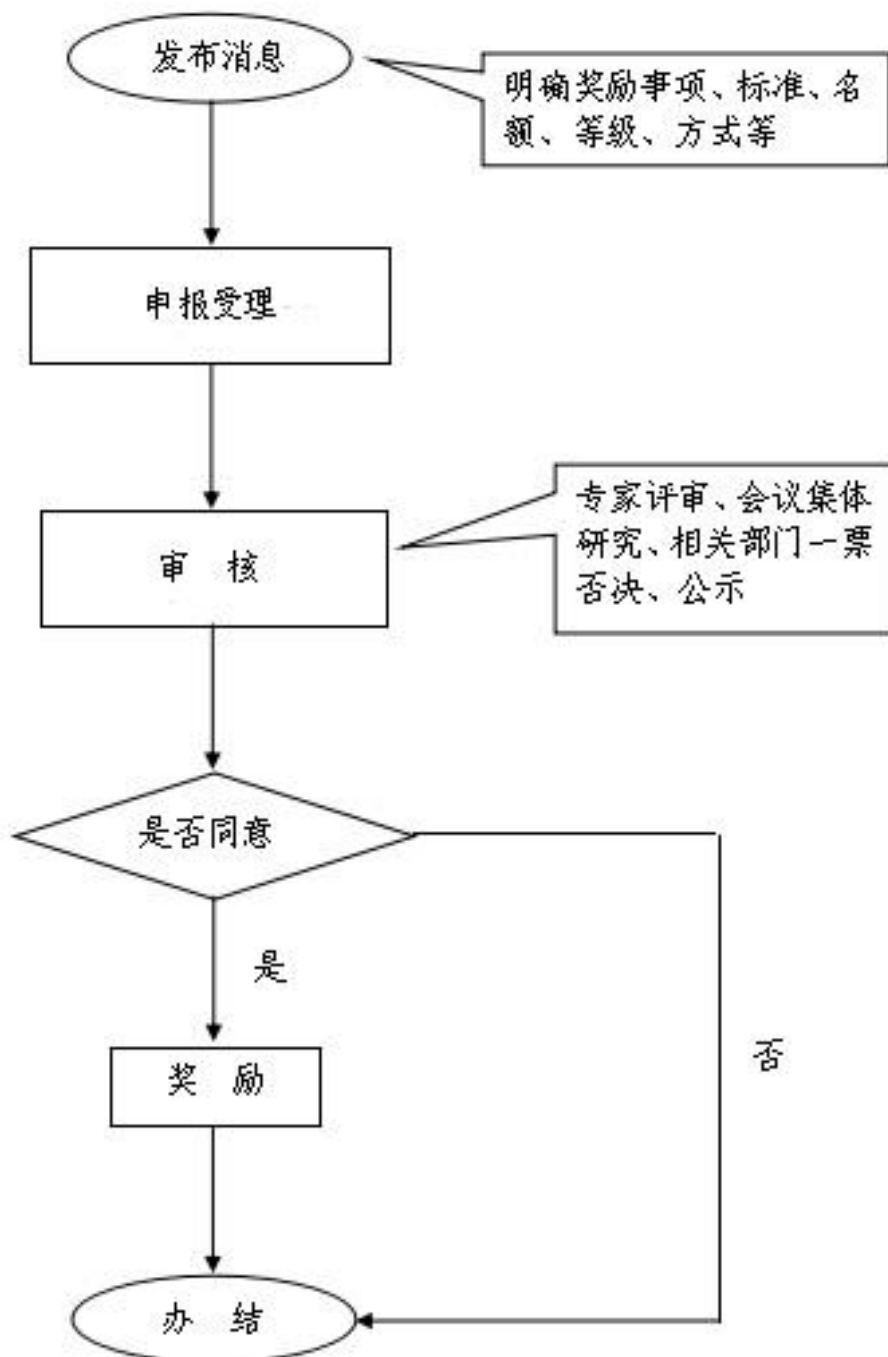 发布消息
明确奖励事项、标准、名
额、等级、方式等
申报受理
专家评审、会议集体
研究、相关部门一票
否决、公示
审 核
是否同意
是
否
奖 励
办 结